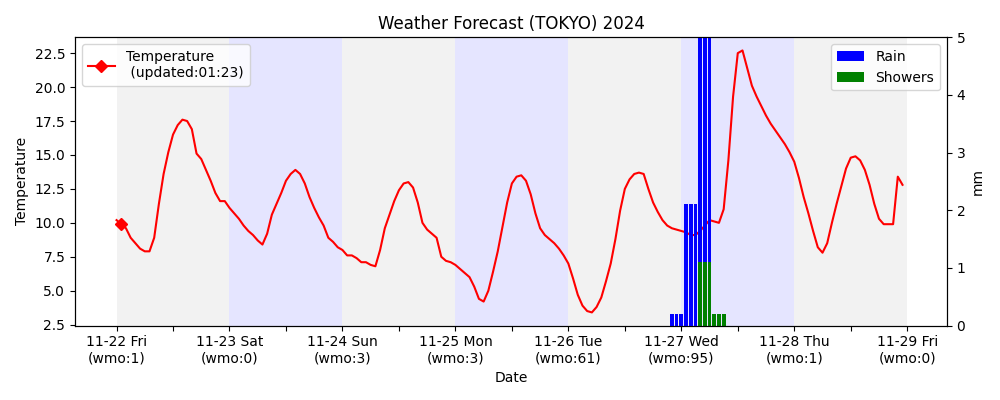 Weather Forecast (TOKYO) 2024
Temperature
(updated:01:23)
Rain
Showers
Temperature
22.5
20.0
17.5
15.0
12.5
10.0
7.5
5.0
2.5
5
4
3
2
1
0
mm
11-22 Fri
(wmo:1)
11-23 Sat
(wmo:0)
11-24 Sun
(wmo:3)
11-25 Mon
(wmo:3)
11-26 Tue
(wmo:61)
11-27 Wed
(wmo:95)
11-28 Thu
(wmo:1)
11-29 Fri
(wmo:0)
Date